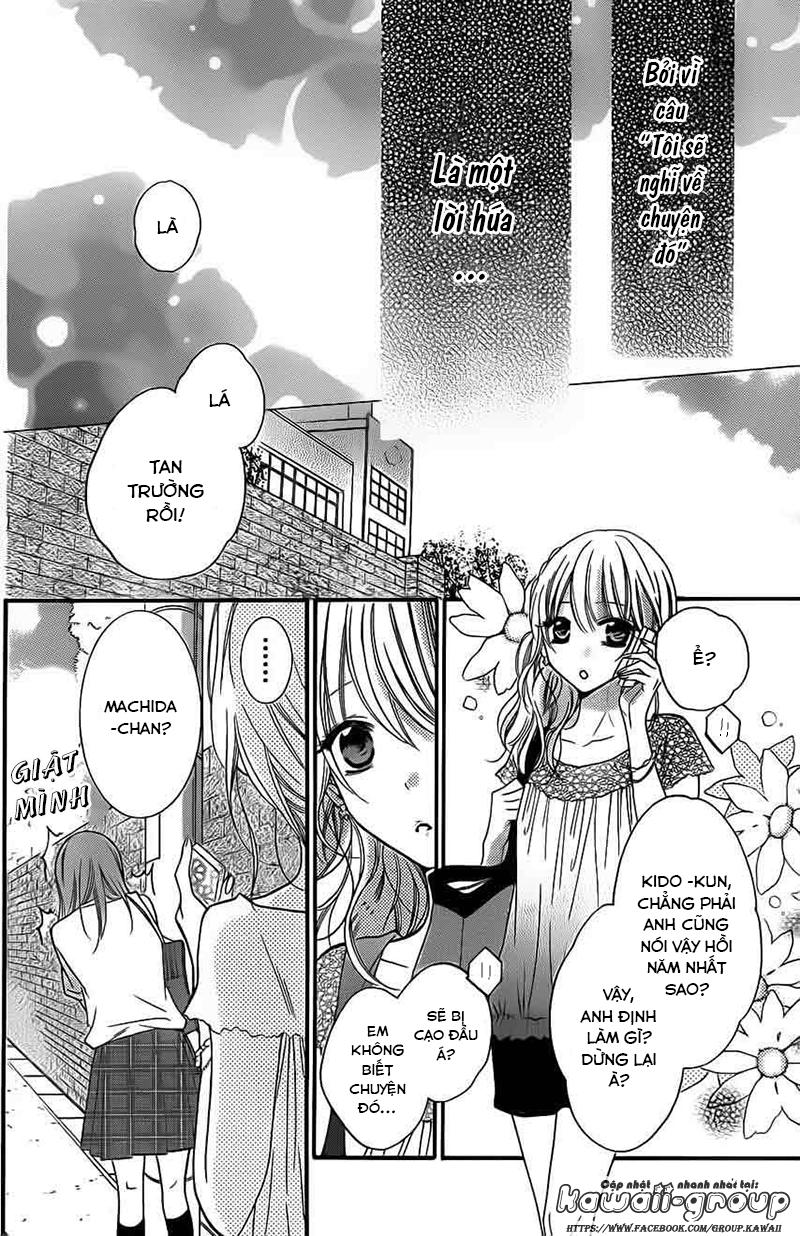 Bởi vì
câu
"Tôi sẽ
nghĩ về
chuyện
đó"
Là một
lời hứa
...
LÀ
LÁ
TAN
TRƯỜNG
RỒI!
Ể?
KIDO -KUN,
CHẲNG PHẢI
ANH CŨNG
NÓI VẬY HỒI
NĂM NHẤT
SAO?
VẬY,
ANH ĐỊNH
LÀM GÌ?
DỪNG LẠI
À?
SẼ BỊ
CẠO ĐẦU
Á?
EM
KHÔNG
BIẾT
CHUYỆN
ĐÓ...
......
MACHIDA
-CHAN?
GIẬT
MÌNH
Cập nhật nhanh nhất tại:
kawaii-group
HTTPS://WWW.FACEBOOK.COM/GROUP.KAWAII